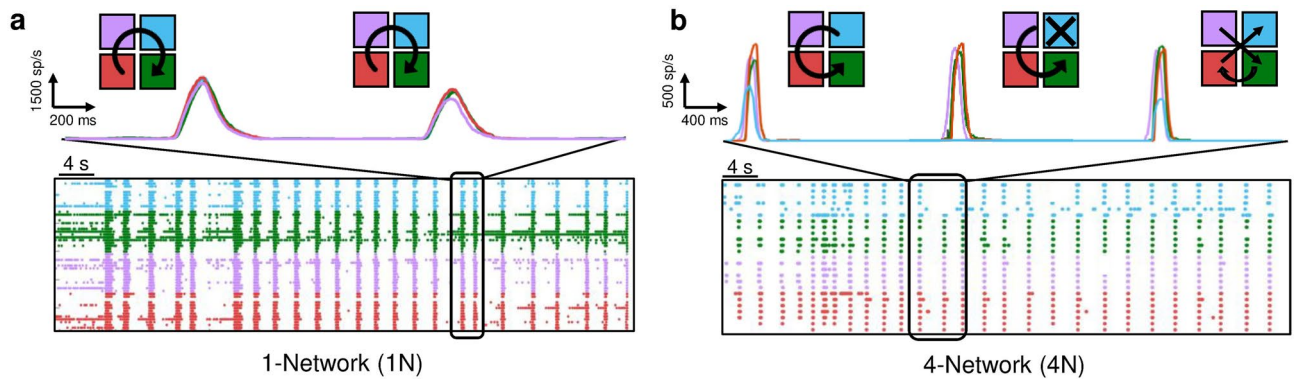 a
1500 sp/s
200 ms
4 s
1-Network (1N)
b
500 sp/s
400 ms
4 s
4-Network (4N)